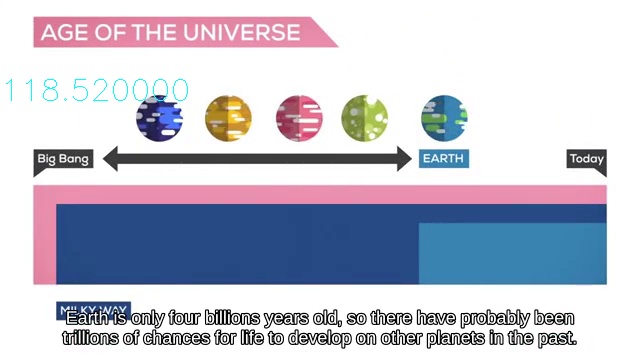 AGE OF THE UNIVERSE
118.520000
Big Bang
EARTH
Today
MILKY WAY
Earth is only four billions years old, so there have probably been
trillions of chances for life to develop on other planets in the past.